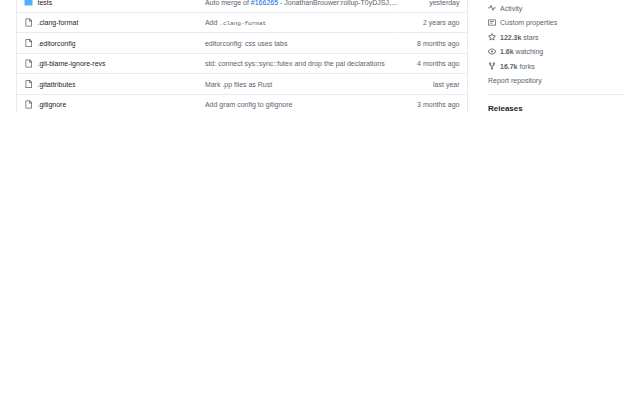 tests Auto merge of #166265 - JonathanBrouwer:rollup-T0yDJSJ,... yesterday
.clang-format Add .clang-format 2 years ago
.editorconfig editorconfig: css uses tabs 8 months ago
.git-blame-ignore-revs std: connect sys::sync::futex and drop the pal declarations 4 months ago
.gitattributes Mark .pp files as Rust last year
.gitignore Add gram config to gitignore 3 months ago
Activity
Custom properties
122.3k stars
1.6k watching
16.7k forks
Report repository
Releases